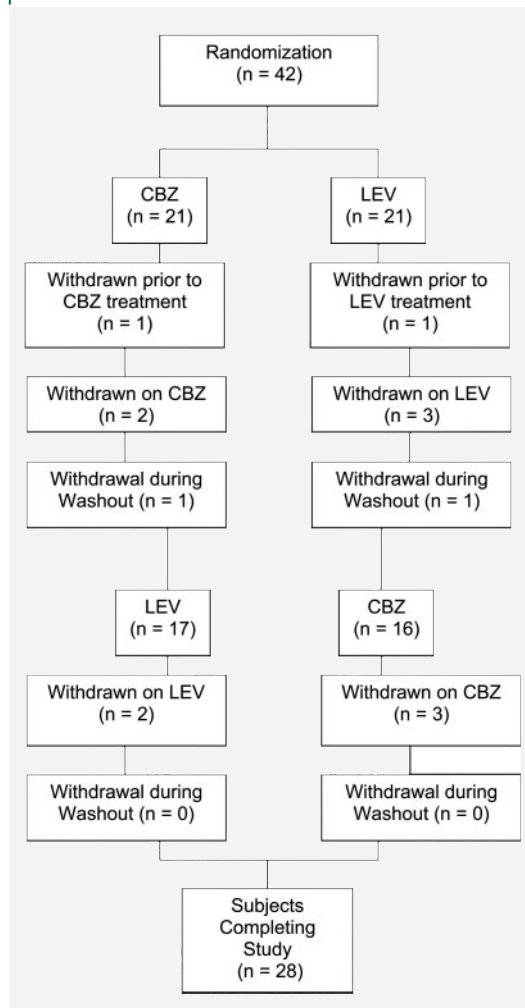 Randomization
(n = 42)
CBZ
(n = 21)
LEV
(n = 21)
Withdrawn prior to
CBZ treatment
(n = 1)
Withdrawn prior to
LEV treatment
(n = 1)
Withdrawn on CBZ
(n = 2)
Withdrawn on LEV
(n = 3)
Withdrawal during
Washout (n = 1)
Withdrawal during
Washout (n = 1)
LEV
(n = 17)
CBZ
(n = 16)
Withdrawn on LEV
(n = 2)
Withdrawn on CBZ
(n = 3)
Withdrawal during
Washout (n = 0)
Withdrawal during
Washout (n = 0)
Subjects
Completing
Study
(n = 28)